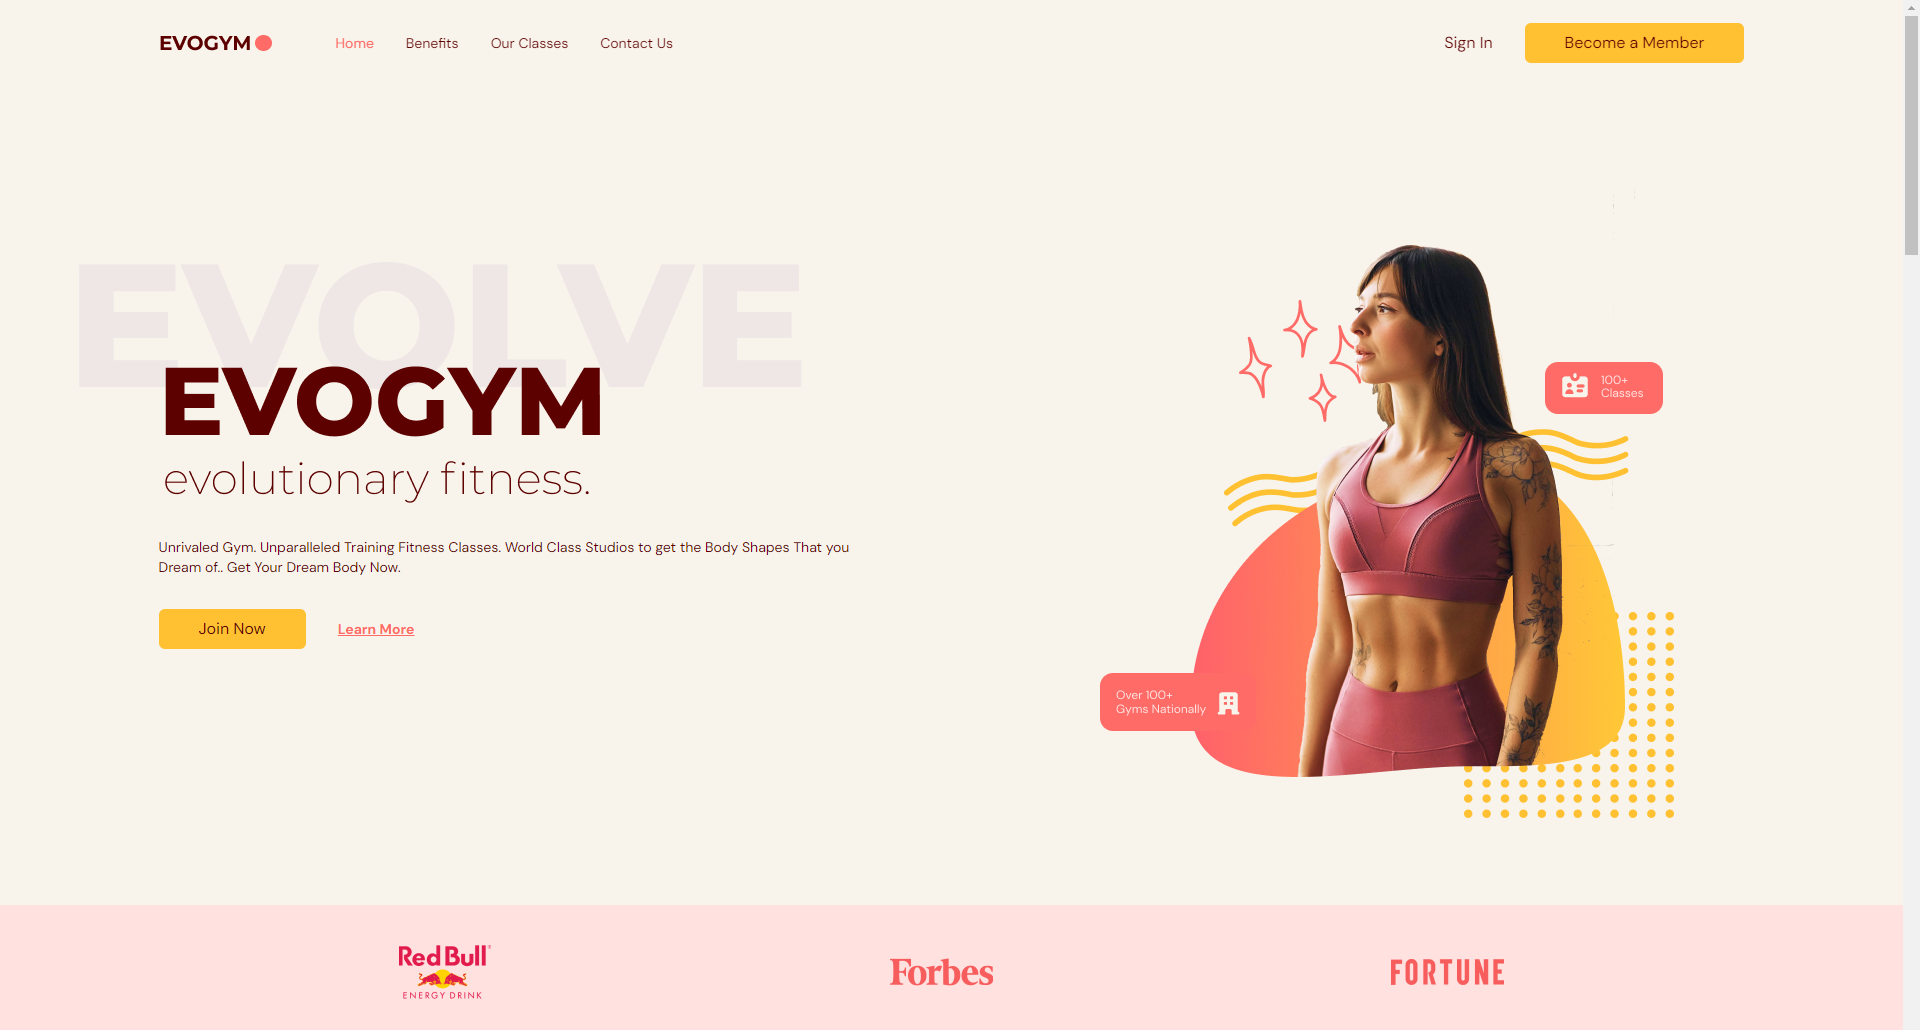 EVOGYM
Home
Benefits
Our Classes
Contact Us
Sign In
Become a Member
EVOLVE
EVOGYM
evolutionary fitness.
Unrivaled Gym. Unparalleled Training Fitness Classes. World Class Studios to get the Body Shapes That you
Dream of.. Get Your Dream Body Now.
Join Now
Learn More
100+
Classes
Over 100+
Gyms Nationally
Red Bull
ENERGY DRINK
Forbes
FORTUNE